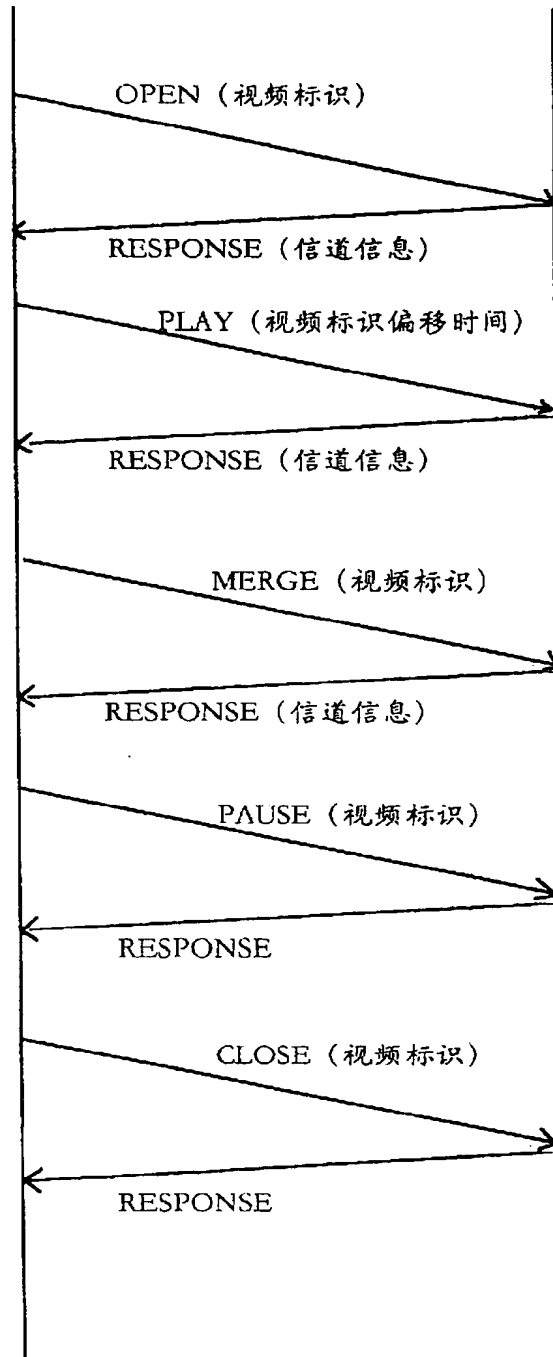 OPEN（视频标识）
RESPONSE（信道信息）
PLAY（视频标识偏移时间）
RESPONSE（信道信息）
MERGE（视频标识）
RESPONSE（信道信息）
PAUSE（视频标识）
RESPONSE
CLOSE（视频标识）
RESPONSE